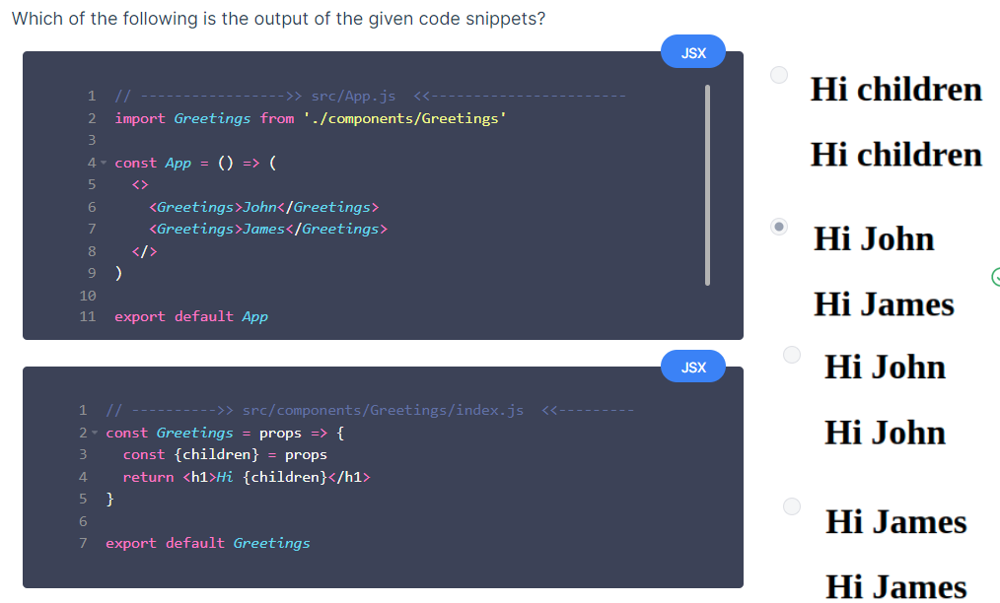 Which of the following is the output of the given code snippets?
JSX
1 // ----------------->> src/App.js <<-----------------------
2 import Greetings from './components/Greetings'
3
4 const App = () => (
5 <>
6 <Greetings>John</Greetings>
7 <Greetings>James</Greetings>
8 </>
9 )
10
11 export default App
JSX
1 // ---------->> src/components/Greetings/index.js <<---------
2 const Greetings = props => {
3 const {children} = props
4 return <h1>Hi {children}</h1>
5 }
6
7 export default Greetings
Hi children
Hi children
Hi John
Hi James
Hi John
Hi John
Hi James
Hi James